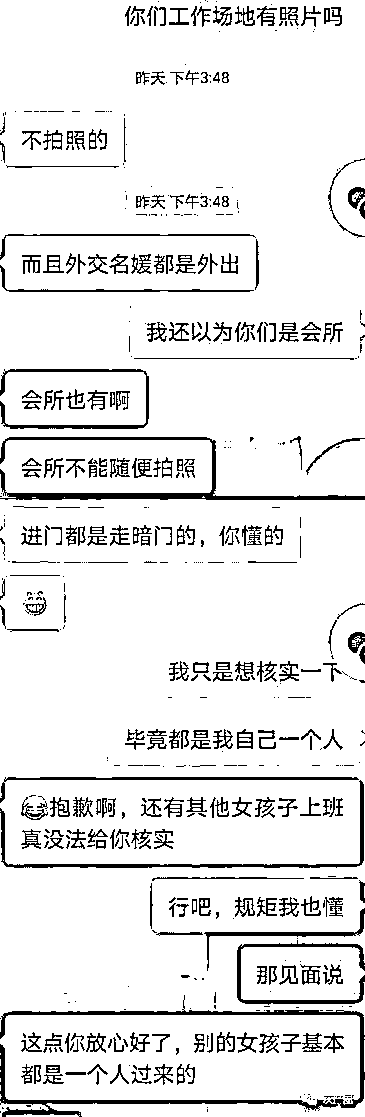 你们工作场地有照片吗
昨天 下午3:48
不拍照的
昨天 下午3:48
而且外交名媛都是外出
我还以为你们是会所
会所也有啊
会所不能随便拍照
进门都是走暗门的，你懂的
😁
我只是想核实一下
毕竟都是我自己一个人
😂抱歉啊，还有其他女孩子上班
真没法给你核实
行吧，规矩我也懂
那见面说
这点你放心好了，别的女孩子基本
都是一个人过来的